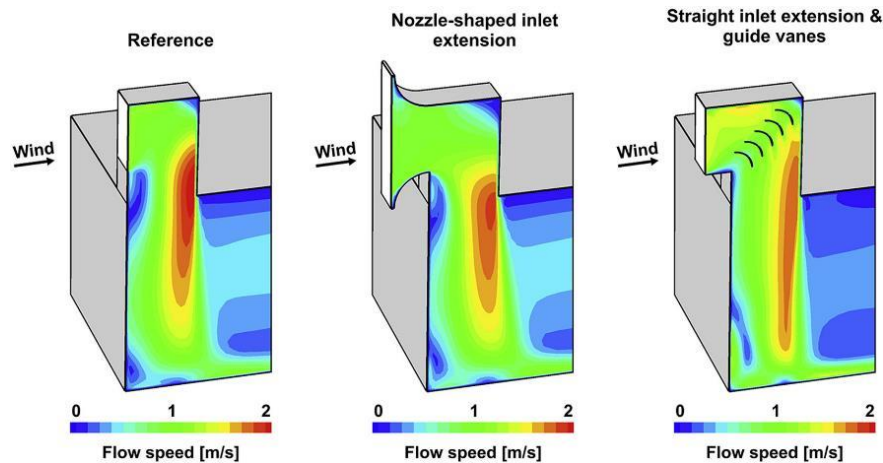 Reference
Nozzle-shaped inlet
extension
Straight inlet extension &
guide vanes
Wind
Wind
Wind
0 1 2
Flow speed [m/s]
0 1 2
Flow speed [m/s]
0 1 2
Flow speed [m/s]